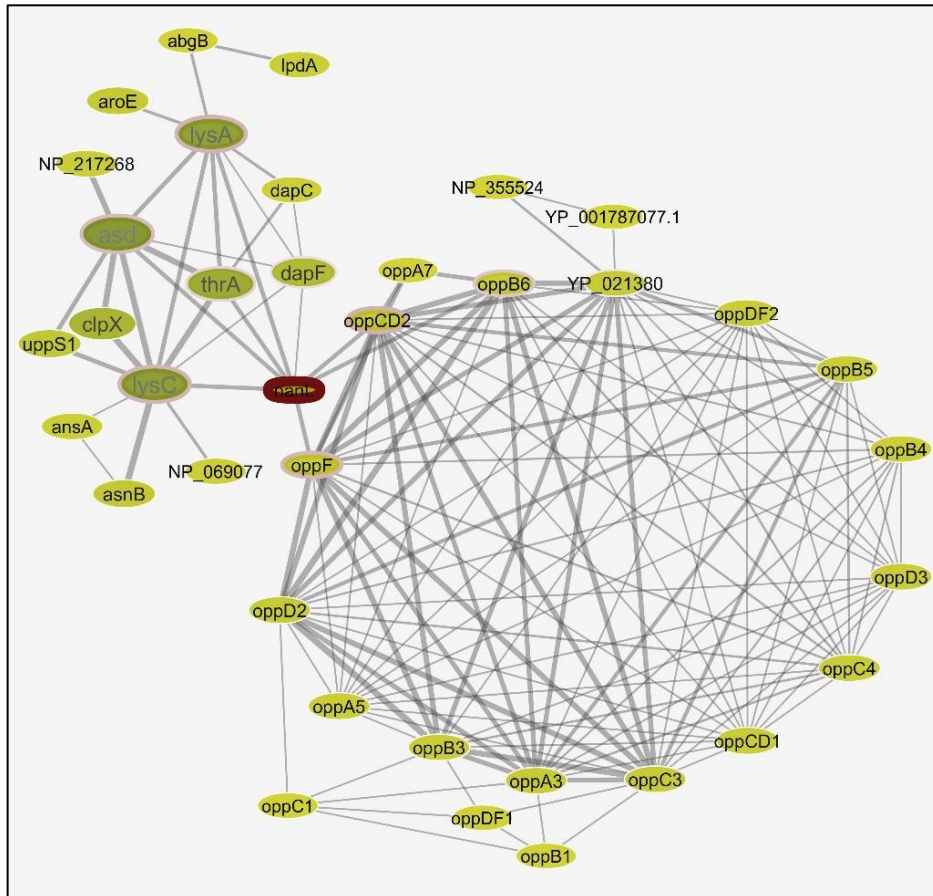 abgB
lpdA
aroE
lysA
NP_217268
dapC
NP_355524
YP_001787077.1
asd
thrA
dapF
oppA7
oppB6
YP_021380
clpX
uppS1
oppCD2
oppDF2
lysC
nanL
oppB5
ansA
NP_069077
oppF
oppB4
asnB
oppD2
oppD3
oppC4
oppA5
oppB3
oppCD1
oppA3
oppC3
oppC1
oppDF1
oppB1